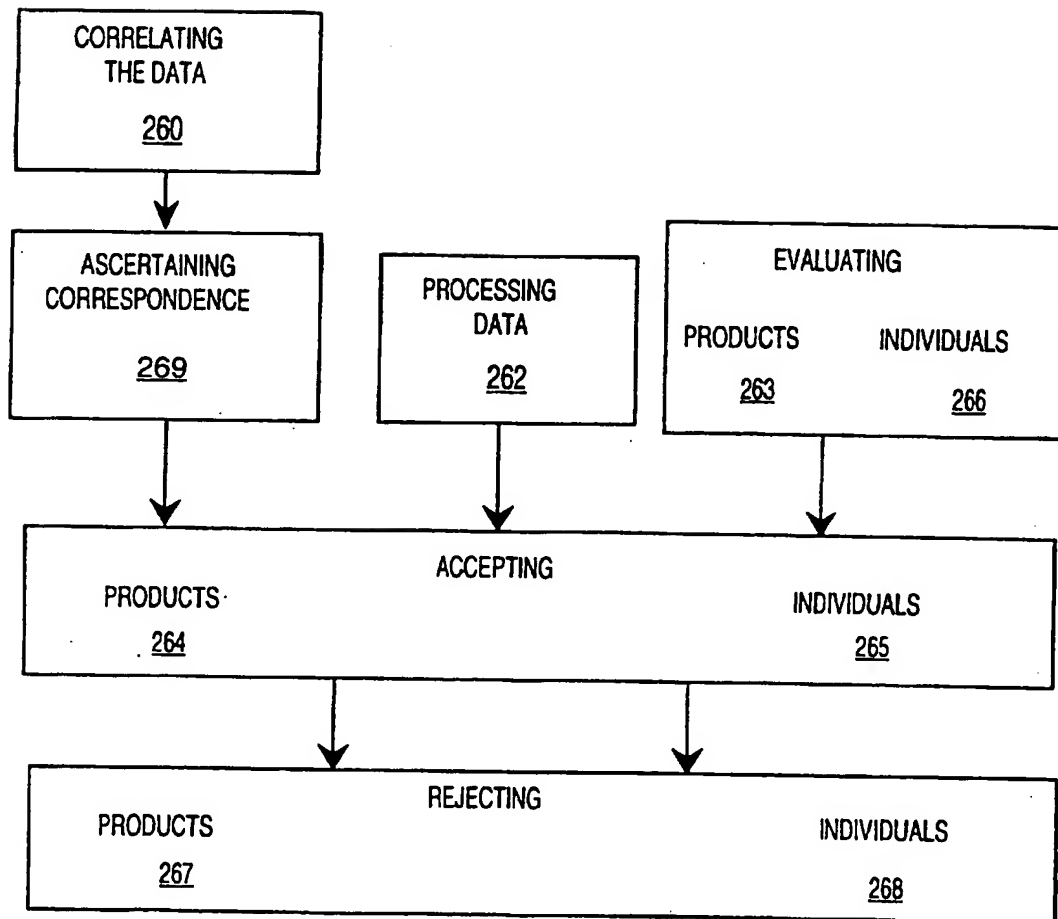 CORRELATING
THE DATA
260
ASCERTAINING
CORRESPONDENCE
269
PROCESSING
DATA
262
EVALUATING
PRODUCTS INDIVIDUALS
263 266
ACCEPTING
PRODUCTS INDIVIDUALS
264 265
REJECTING
PRODUCTS INDIVIDUALS
267 268